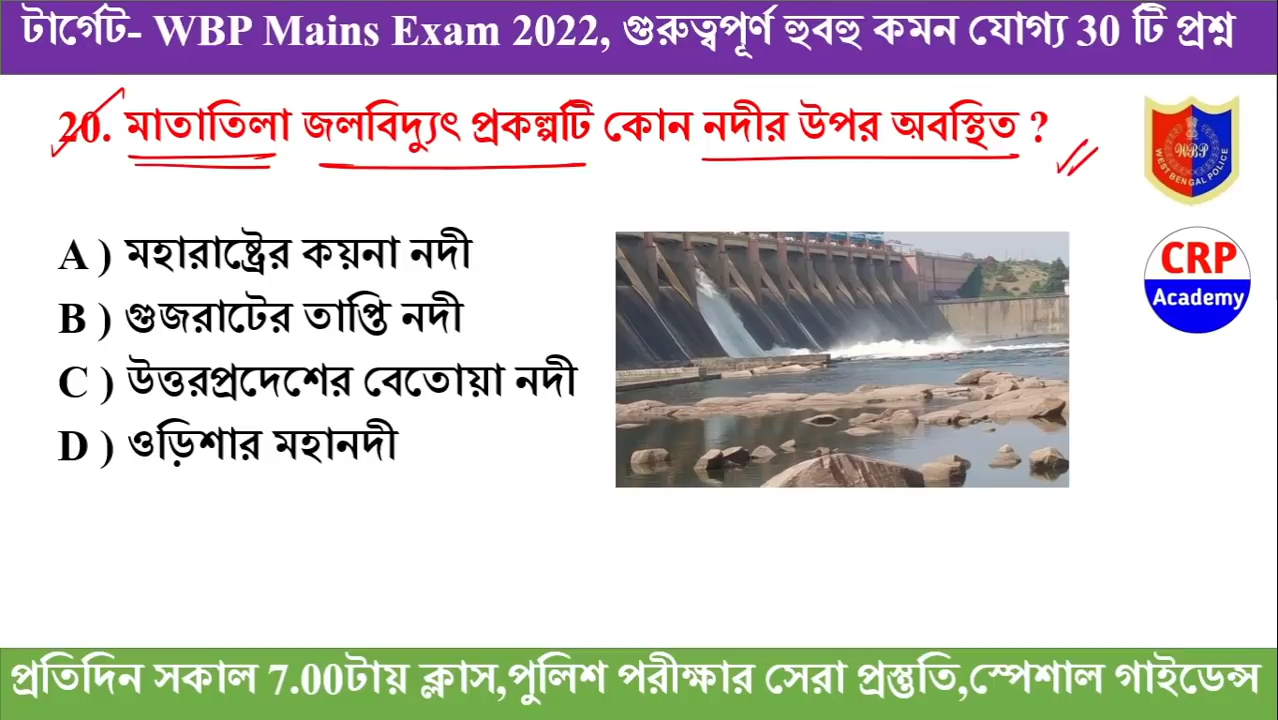 টার্গেট- WBP Mains Exam 2022, গুরুত্বপূর্ণ হুবহু কমন যোগ্য 30 টি প্রশ্ন
20. মাতাতিলা জলবিদ্যুৎ প্রকল্পটি কোন নদীর উপর অবস্থিত ?
WBP
WEST BENGAL POLICE
A ) মহারাষ্ট্রের কয়না নদী
B ) গুজরাটের তাপ্তি নদী
C ) উত্তরপ্রদেশের বেতোয়া নদী
D ) ওড়িশার মহানদী
CRP
Academy
প্রতিদিন সকাল 7.00টায় ক্লাস,পুলিশ পরীক্ষার সেরা প্রস্তুতি,স্পেশাল গাইডেন্স